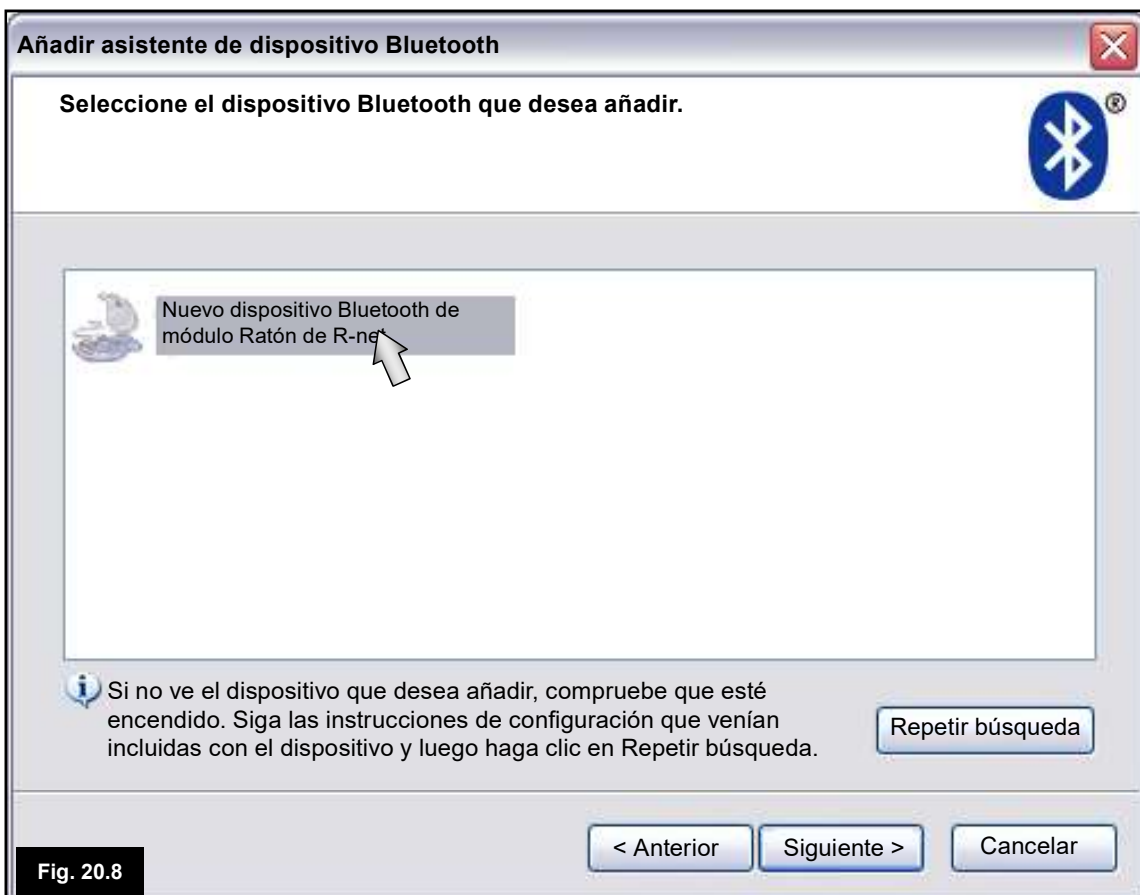 Añadir asistente de dispositivo Bluetooth
Seleccione el dispositivo Bluetooth que desea añadir.
®
Nuevo dispositivo Bluetooth de
módulo Ratón de R-net
Si no ve el dispositivo que desea añadir, compruebe que esté
encendido. Siga las instrucciones de configuración que venían
incluidas con el dispositivo y luego haga clic en Repetir búsqueda.
Repetir búsqueda
< Anterior
Siguiente >
Cancelar
Fig. 20.8